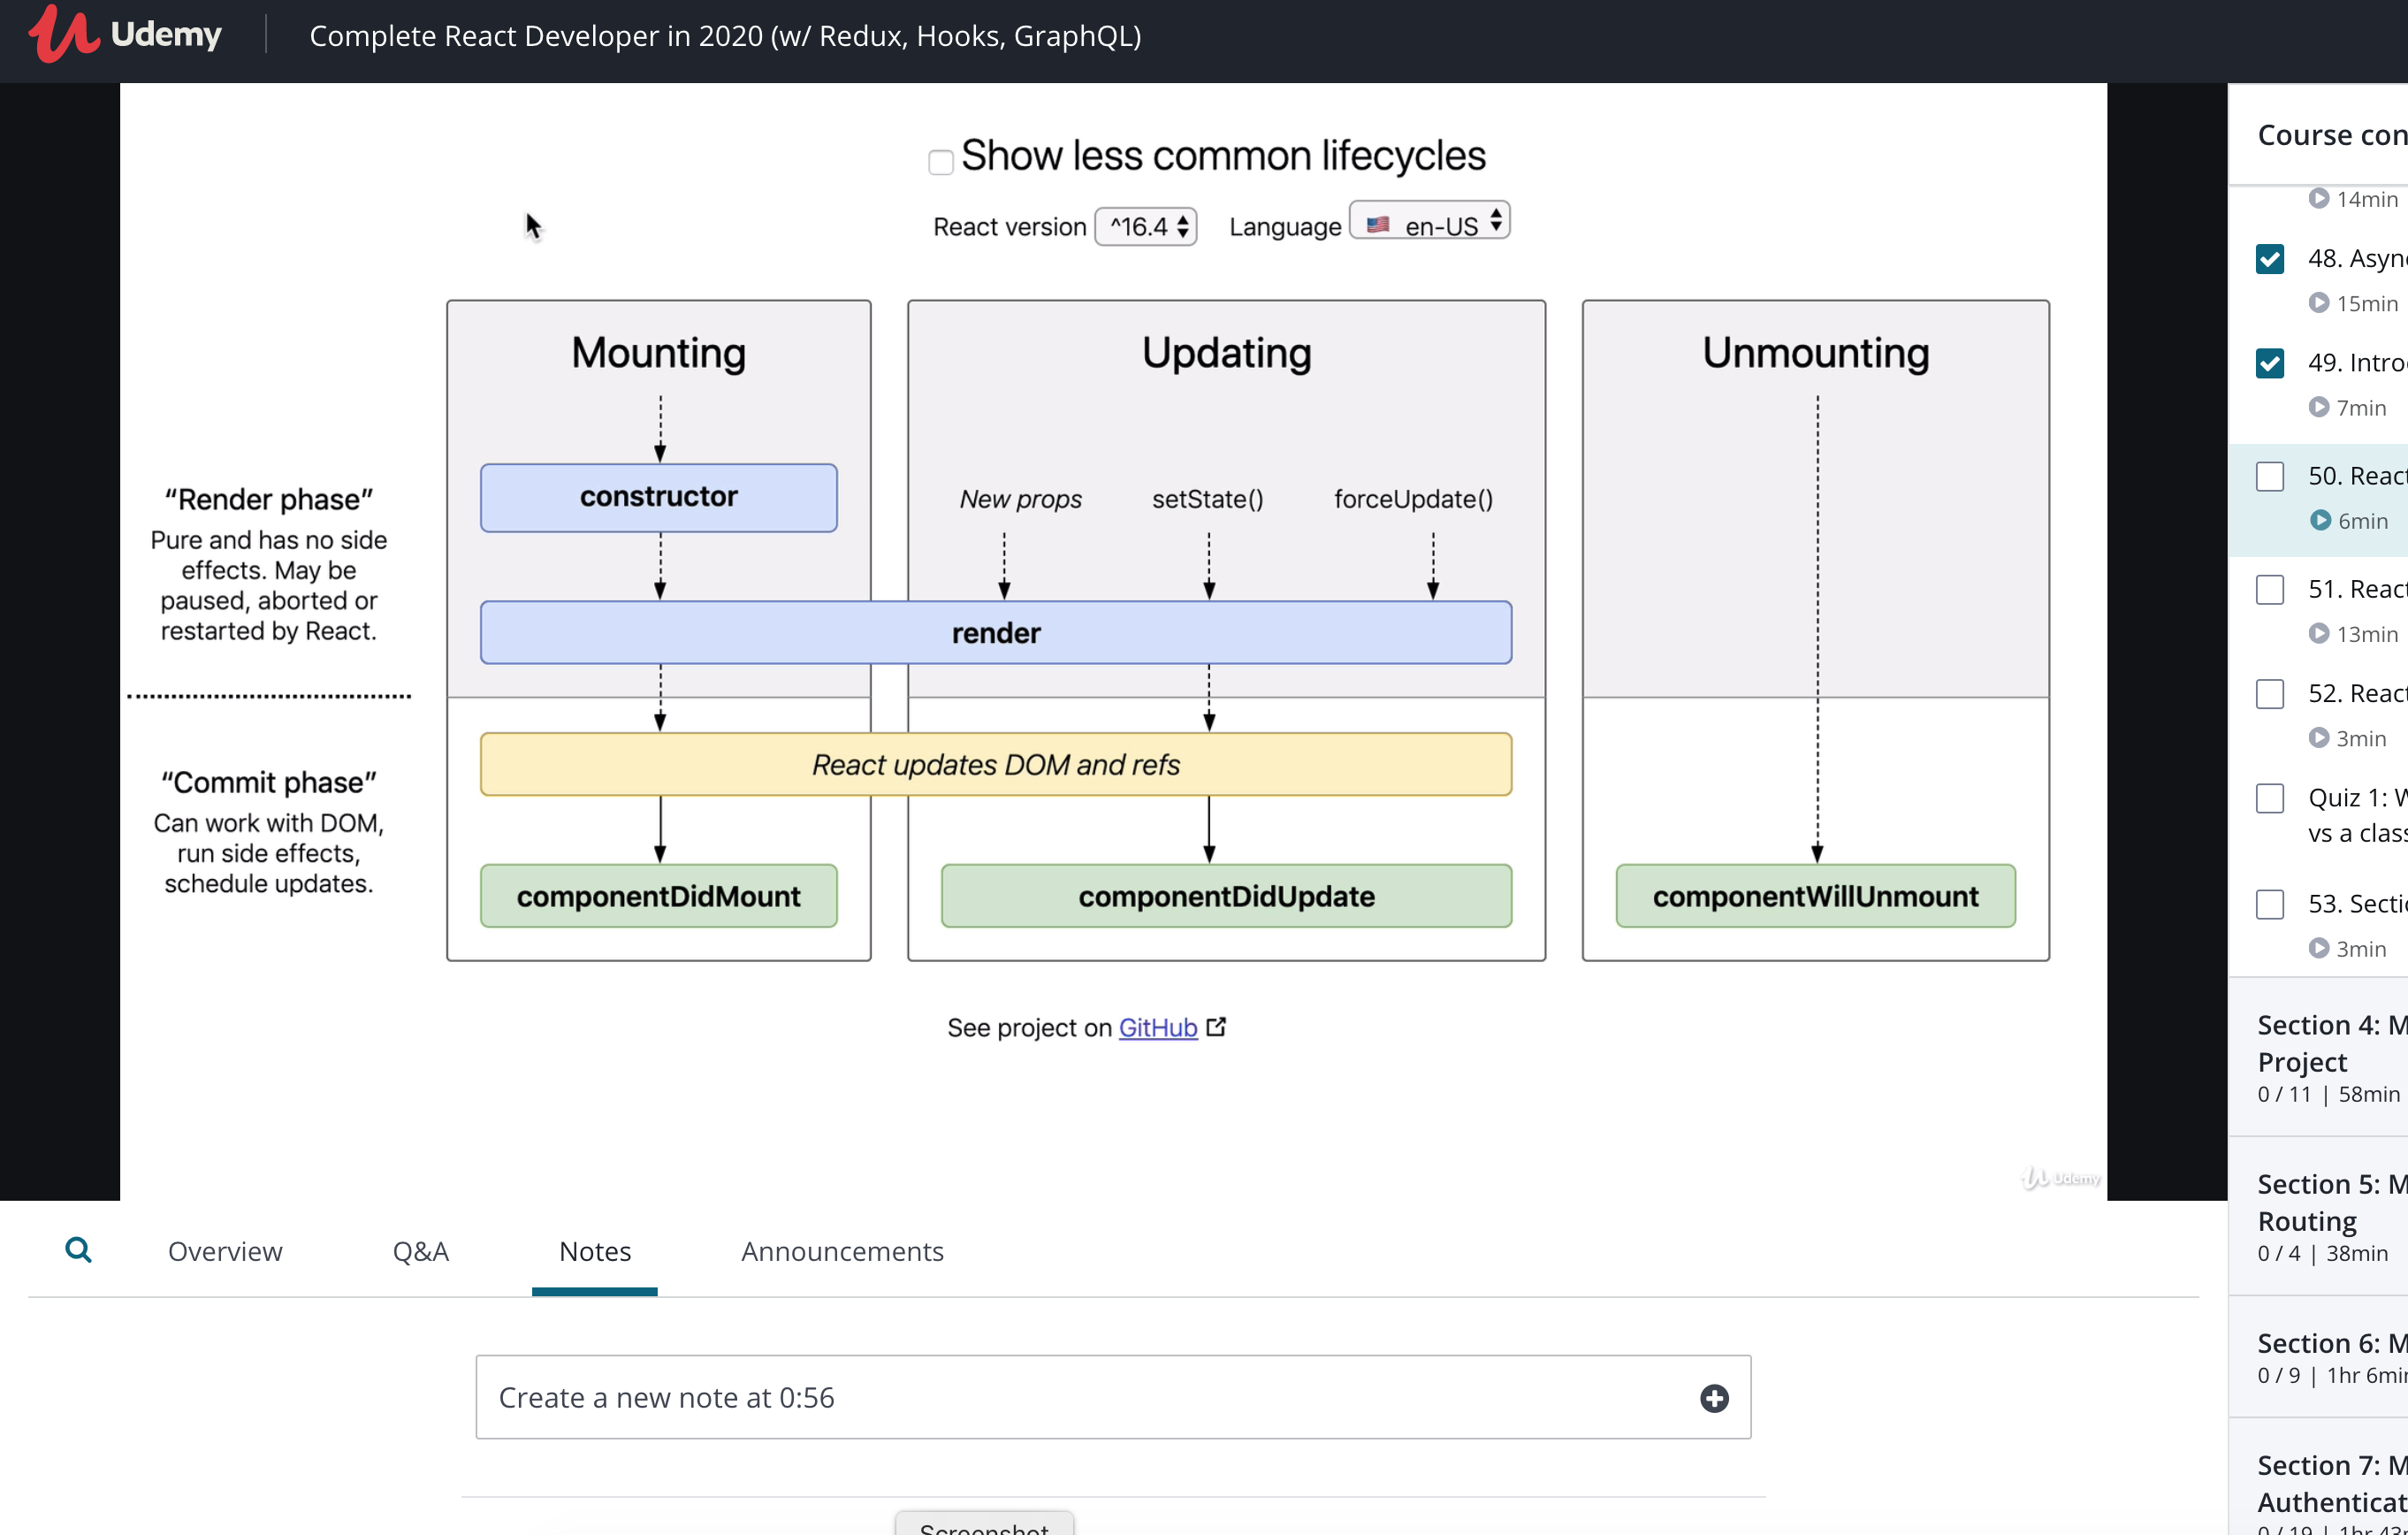 Udemy
Complete React Developer in 2020 (w/ Redux, Hooks, GraphQL)
Show less common lifecycles
React version ^16.4 Language en-US
Mounting
Updating
Unmounting
"Render phase"
Pure and has no side
effects. May be
paused, aborted or
restarted by React.
constructor
New props
setState()
forceUpdate()
render
"Commit phase"
Can work with DOM,
run side effects,
schedule updates.
React updates DOM and refs
componentDidMount
componentDidUpdate
componentWillUnmount
See project on GitHub
Udemy
Overview
Q&A
Notes
Announcements
Create a new note at 0:56
Screenshot
Course con
14min
48. Asyn
15min
49. Intro
7min
50. React
6min
51. React
13min
52. React
3min
Quiz 1: W
vs a clas
53. Secti
3min
Section 4: M
Project
0 / 11 | 58min
Section 5: M
Routing
0 / 4 | 38min
Section 6: M
0 / 9 | 1hr 6min
Section 7: M
Authenticat
0 / 19 | 1hr